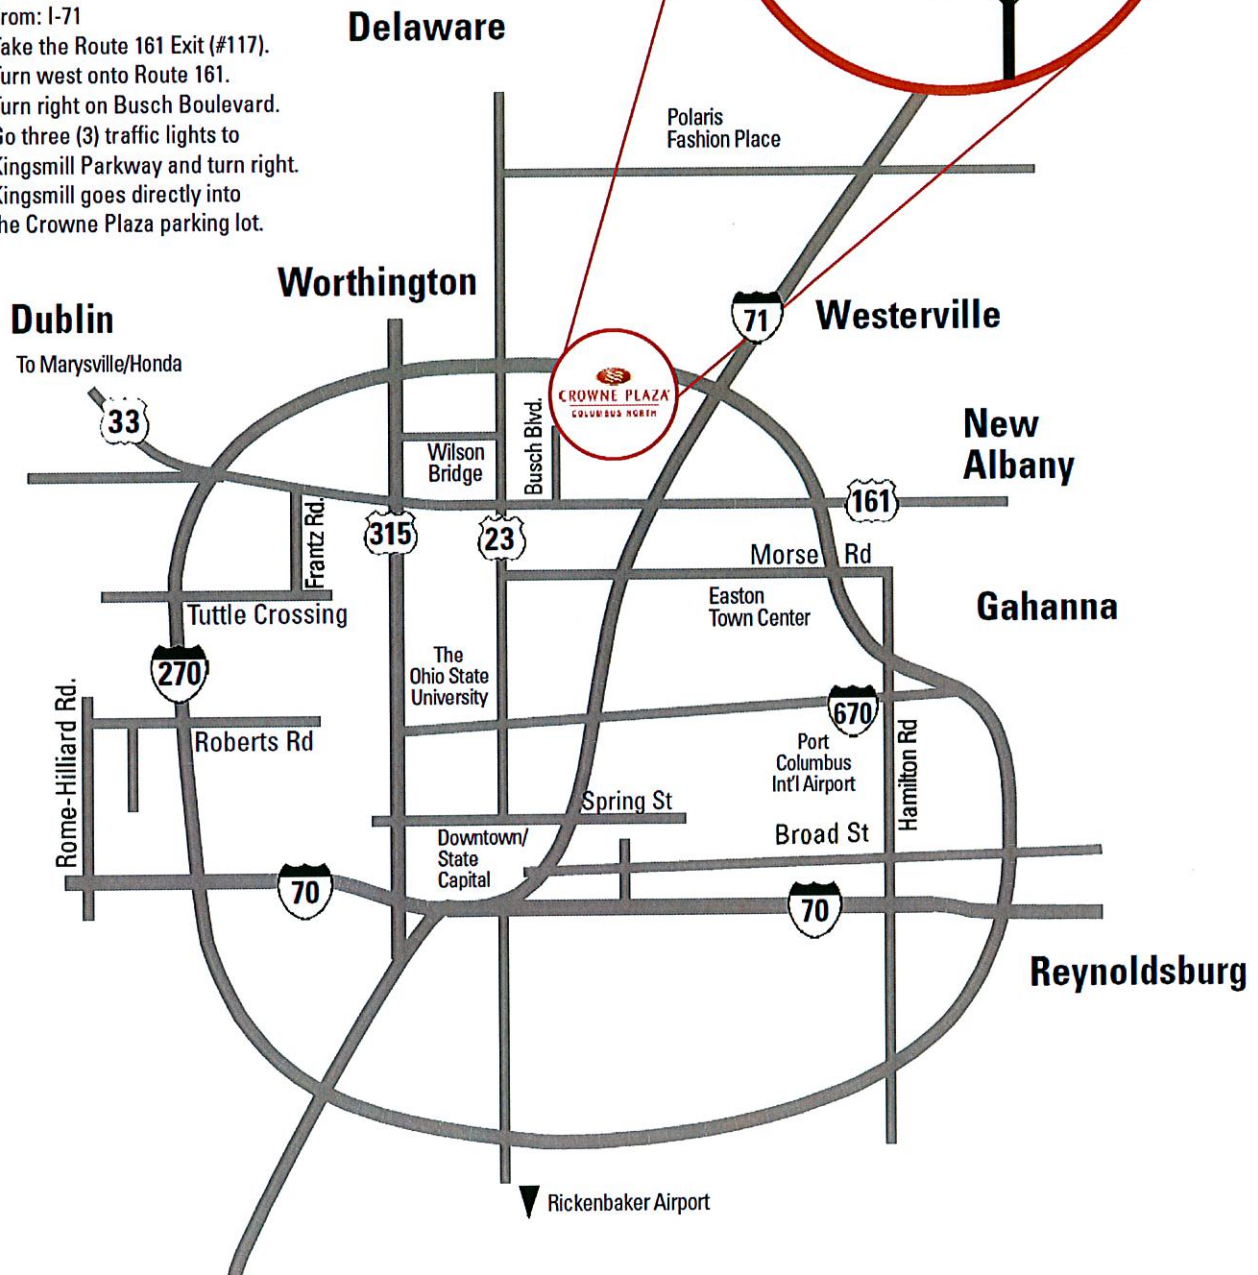 rom: I-71
ake the Route 161 Exit (#117).
urn west onto Route 161.
urn right on Busch Boulevard.
o three (3) traffic lights to
ingsmill Parkway and turn right.
ingsmill goes directly into
he Crowne Plaza parking lot.
Delaware
Polaris
Fashion Place
Worthington
Dublin
To Marysville/Honda
33
71
Westerville
CROWNE PLAZA
COLUMBUS NORTH
Busch Blvd.
Wilson
Bridge
New
Albany
161
Frantz Rd.
315
23
Morse Rd
Easton
Town Center
Gahanna
Tuttle Crossing
270
The
Ohio State
University
Rome-Hilliard Rd.
Roberts Rd
670
Port
Columbus
Int'l Airport
Hamilton Rd
Spring St
Downtown/
State
Capital
Broad St
70
70
Reynoldsburg
Rickenbaker Airport